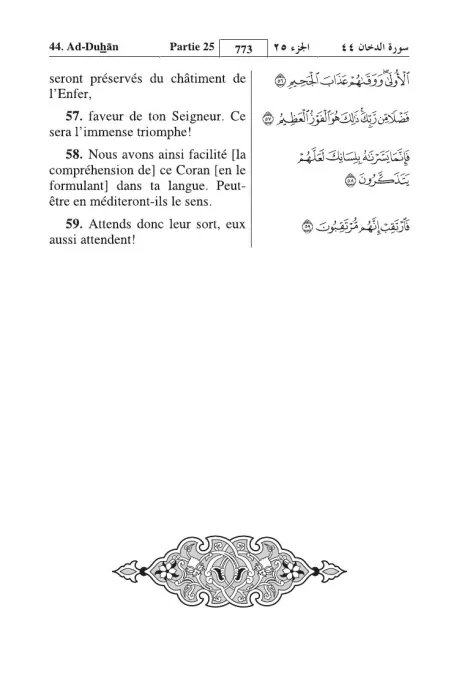 44. Ad-Duhān Partie 25 773 الجزء ٢٥ سورة الدخان ٤٤
seront préservés du châtiment de
l'Enfer,
57. faveur de ton Seigneur. Ce
sera l'immense triomphe!
58. Nous avons ainsi facilité [la
compréhension de] ce Coran [en le
formulant] dans ta langue. Peut-
être en méditeront-ils le sens.
59. Attends donc leur sort, eux
aussi attendent!
ٱلْأُولَىٰ ۖ وَوَقَىٰهُمْ عَذَابَ ٱلْجَحِيمِ ٥٦
فَضْلًا مِّن رَّبِّكَ ۚ ذَٰلِكَ هُوَ ٱلْفَوْزُ ٱلْعَظِيمُ ٥٧
فَإِنَّمَا يَسَّرْنَٰهُ بِلِسَانِكَ لَعَلَّهُمْ
يَتَذَكَّرُونَ ٥٨
فَٱرْتَقِبْ إِنَّهُم مُّرْتَقِبُونَ ٥٩